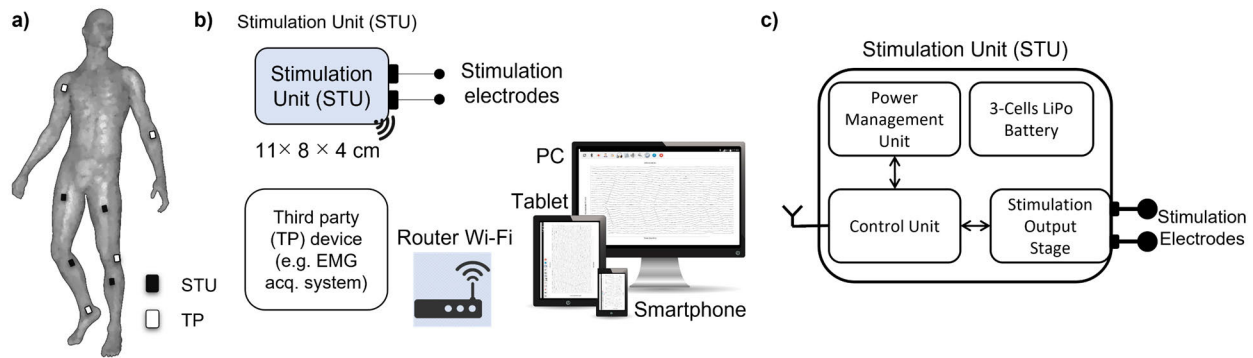 a)
STU
TP
b)
Stimulation Unit (STU)
Stimulation
Unit (STU)
Stimulation
electrodes
11× 8 × 4 cm
Third party
(TP) device
(e.g. EMG
acq. system)
Router Wi-Fi
PC
Tablet
Smartphone
c)
Stimulation Unit (STU)
Power
Management
Unit
3-Cells LiPo
Battery
Control Unit
Stimulation
Output
Stage
Stimulation
Electrodes